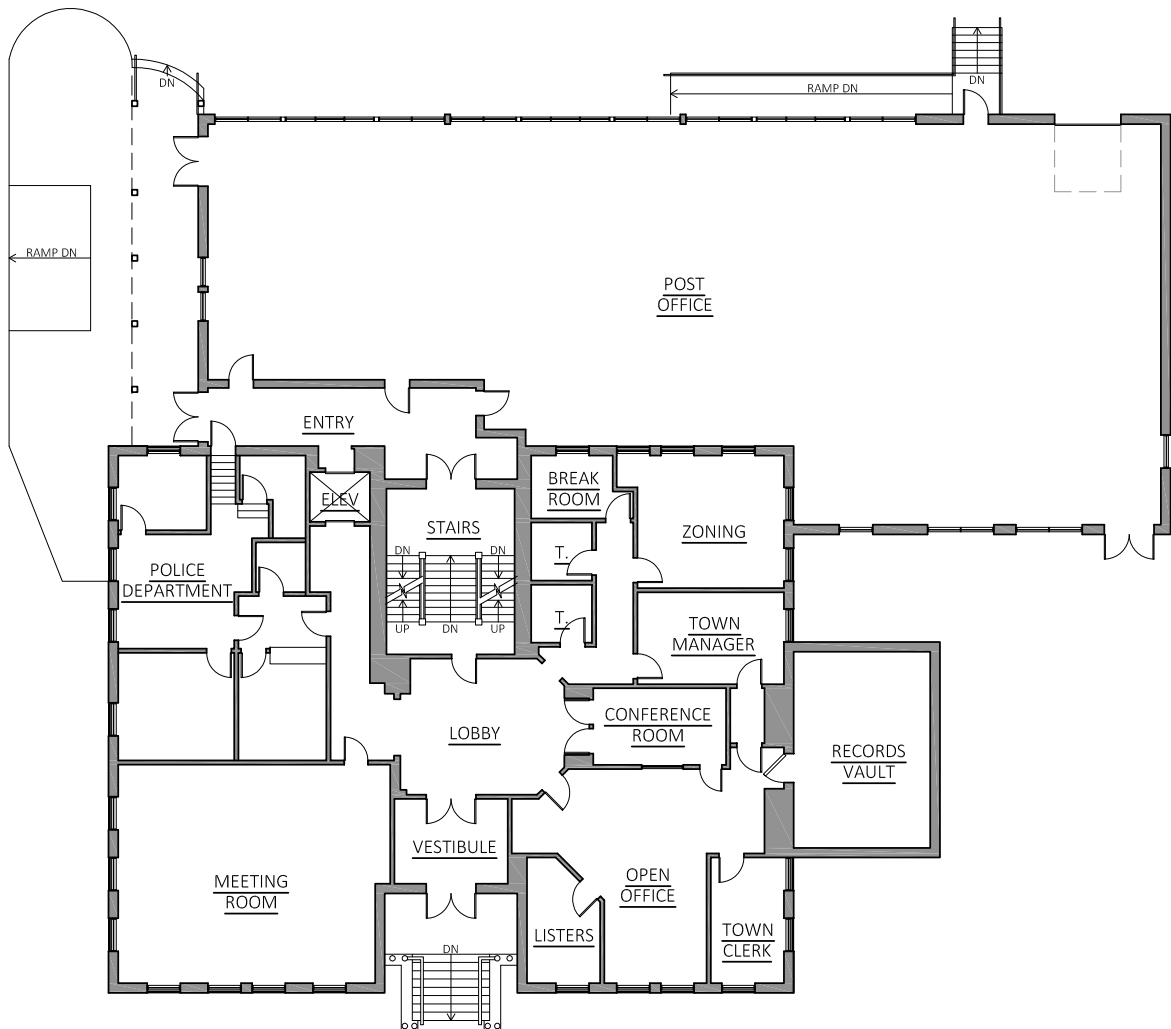 DN
DN
RAMP DN
RAMP DN
POST
OFFICE
ENTRY
ELEV
STAIRS
BREAK
ROOM
ZONING
DN
DN
T.
POLICE
DEPARTMENT
UP
DN
UP
T.
TOWN
MANAGER
LOBBY
CONFERENCE
ROOM
RECORDS
VAULT
VESTIBULE
MEETING
ROOM
OPEN
OFFICE
LISTERS
TOWN
CLERK
DN